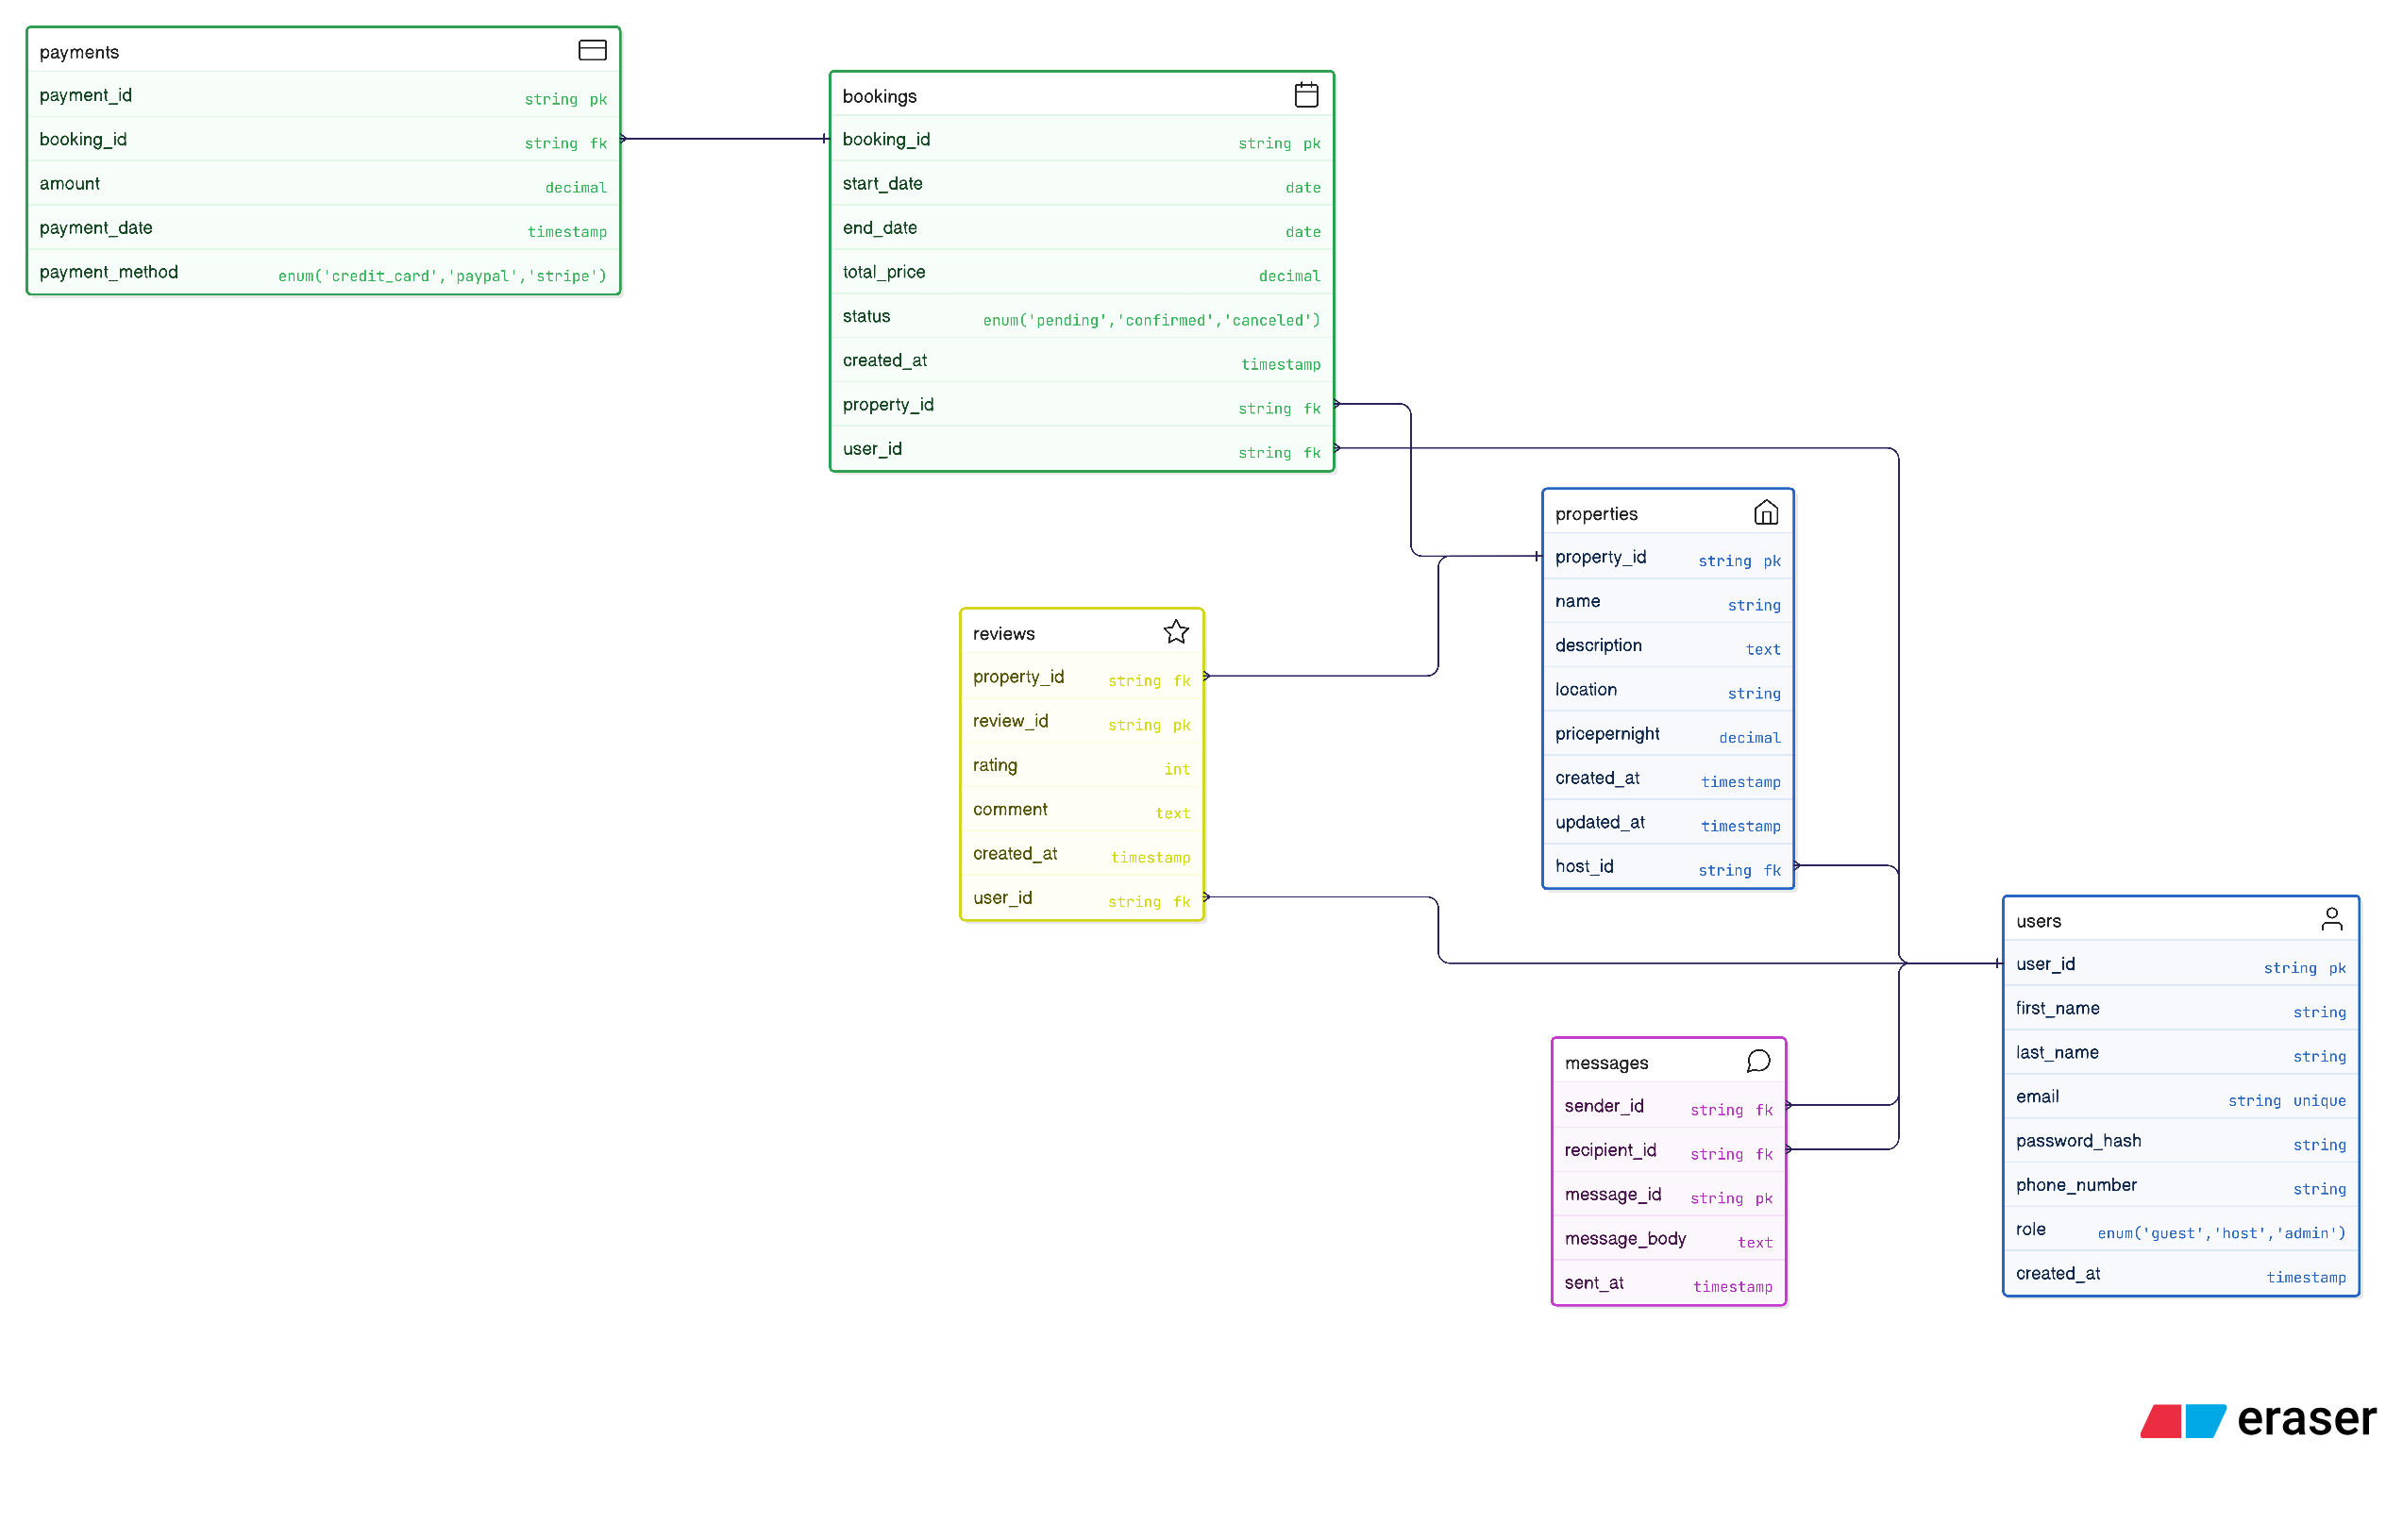 payments
payment_id string pk
booking_id string fk
amount decimal
payment_date timestamp
payment_method enum('credit_card','paypal','stripe')
bookings
booking_id string pk
start_date date
end_date date
total_price decimal
status enum('pending','confirmed','canceled')
created_at timestamp
property_id string fk
user_id string fk
properties
property_id string pk
name string
description text
location string
pricepernight decimal
created_at timestamp
updated_at timestamp
host_id string fk
reviews
property_id string fk
review_id string pk
rating int
comment text
created_at timestamp
user_id string fk
users
user_id string pk
first_name string
last_name string
email string unique
password_hash string
phone_number string
role enum('guest','host','admin')
created_at timestamp
messages
sender_id string fk
recipient_id string fk
message_id string pk
message_body text
sent_at timestamp
eraser